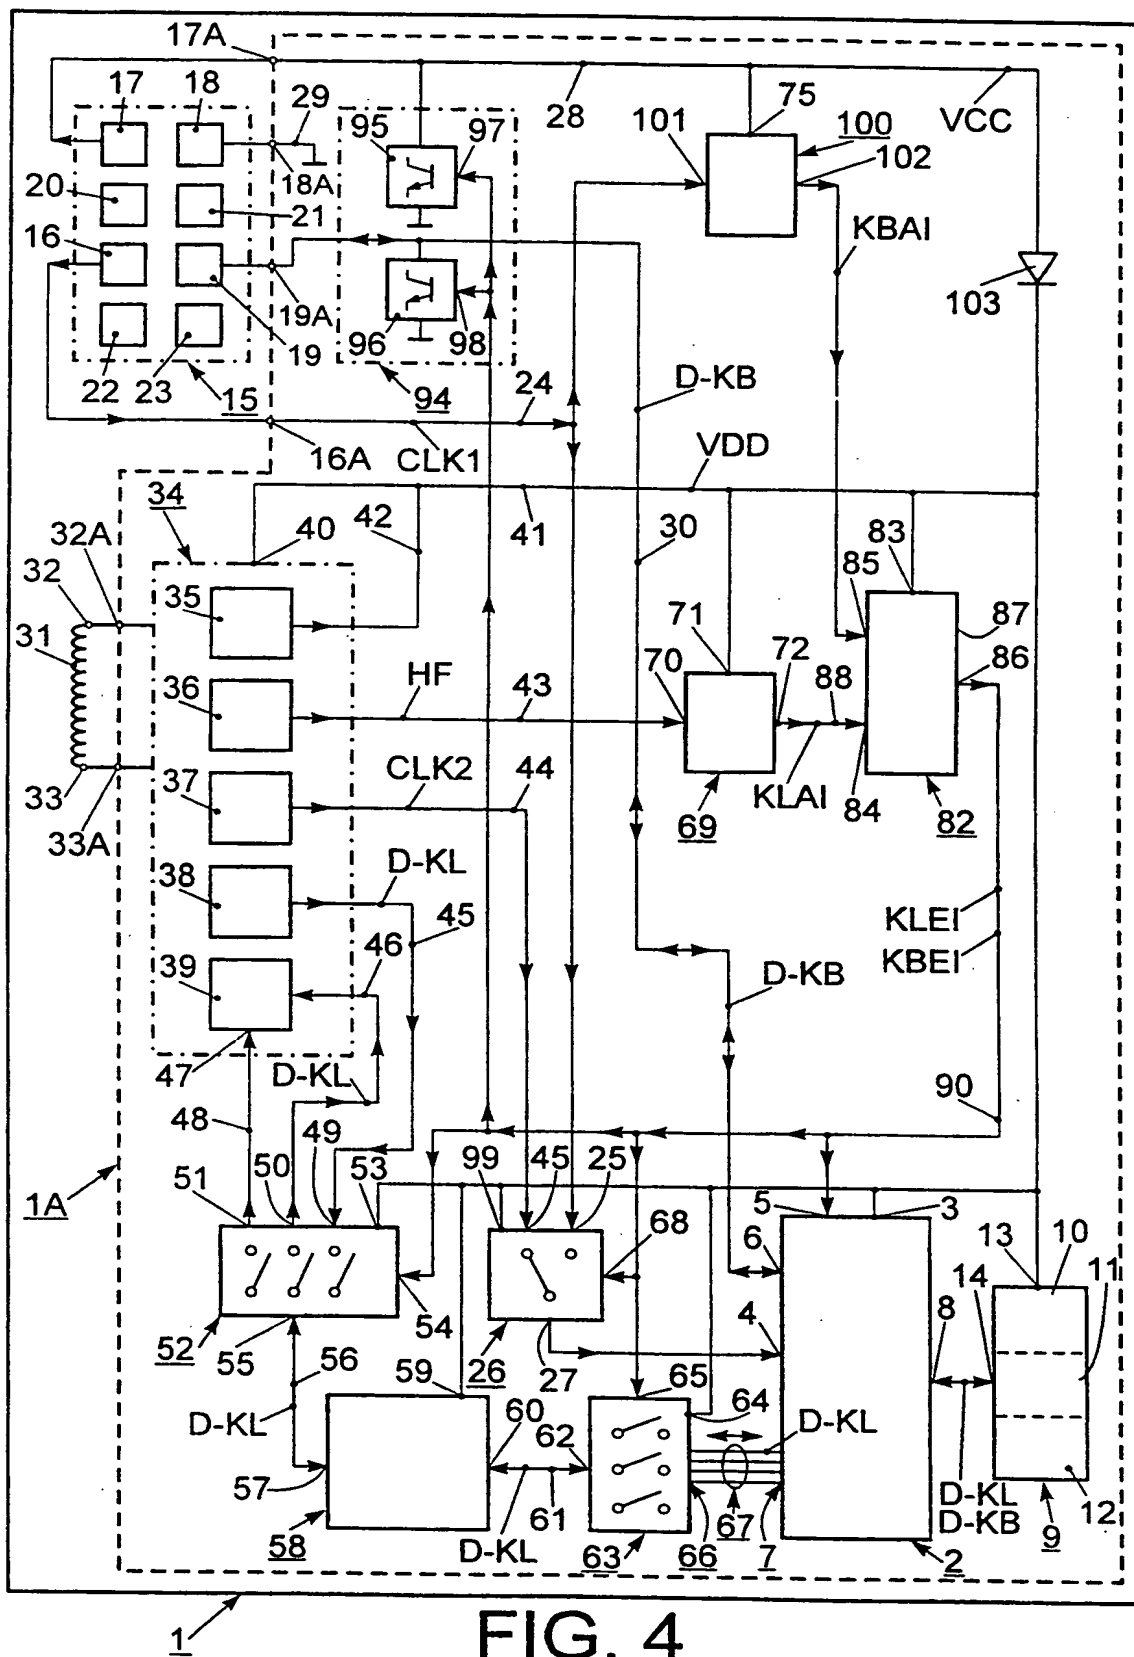 17A
17 18 29 95 97 28 75 100 VCC
101 102
20 21 18A
16 KBAI
103
19A
22 23 15 19 96 94 98 24 D-KB
16A CLK1 VDD
34 42 41 30 83
32A 40 85
32 35 71 87
31 HF 70 72 88 86
36 43
37 CLK2 44
33 69 KLAI 84 82
33A
38 D-KL
45 KLEI
39 46 KBEI
D-KB
47 D-KL 90
48
51 50 49 53 99 45 25
1A 5 3
6 13 10
68 14 11
54 4 8
52 55 26 27
56 59 65
D-KL 60 62 64 D-KL
57 61 D-KL
58 D-KL 63 66 67 7 D-KB 9 12
2
1
FIG. 4